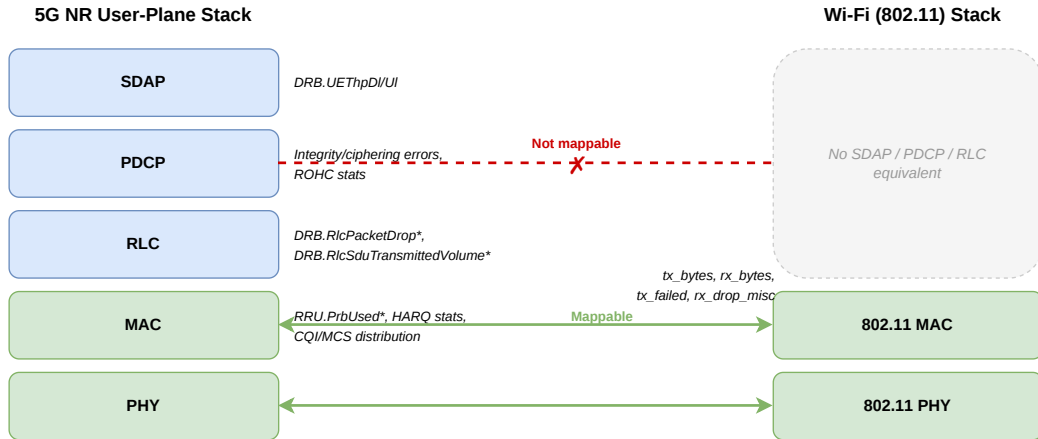 5G NR User-Plane Stack
Wi-Fi (802.11) Stack
SDAP
DRB.UEThpDl/Ul
PDCP
Integrity/ciphering errors,
ROHC stats
Not mappable
✗
No SDAP / PDCP / RLC
equivalent
RLC
DRB.RlcPacketDrop*,
DRB.RlcSduTransmittedVolume*
tx_bytes, rx_bytes,
tx_failed, rx_drop_misc
MAC
RRU.PrbUsed*, HARQ stats,
CQI/MCS distribution
Mappable
802.11 MAC
PHY
802.11 PHY